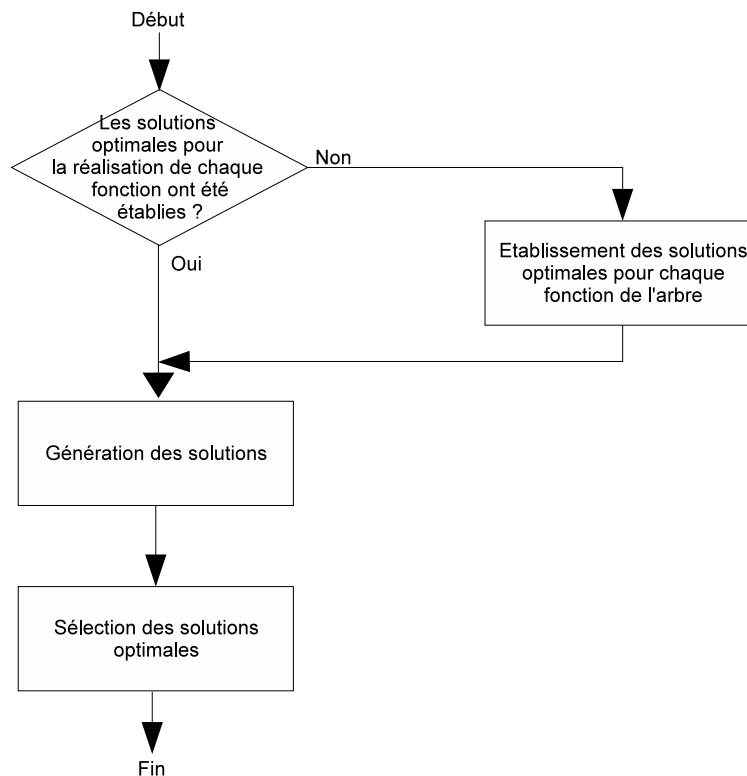 Début
Les solutions
optimales pour
la réalisation de chaque
fonction ont été
établies ?
Non
Oui
Etablissement des solutions
optimales pour chaque
fonction de l'arbre
Génération des solutions
Sélection des solutions
optimales
Fin